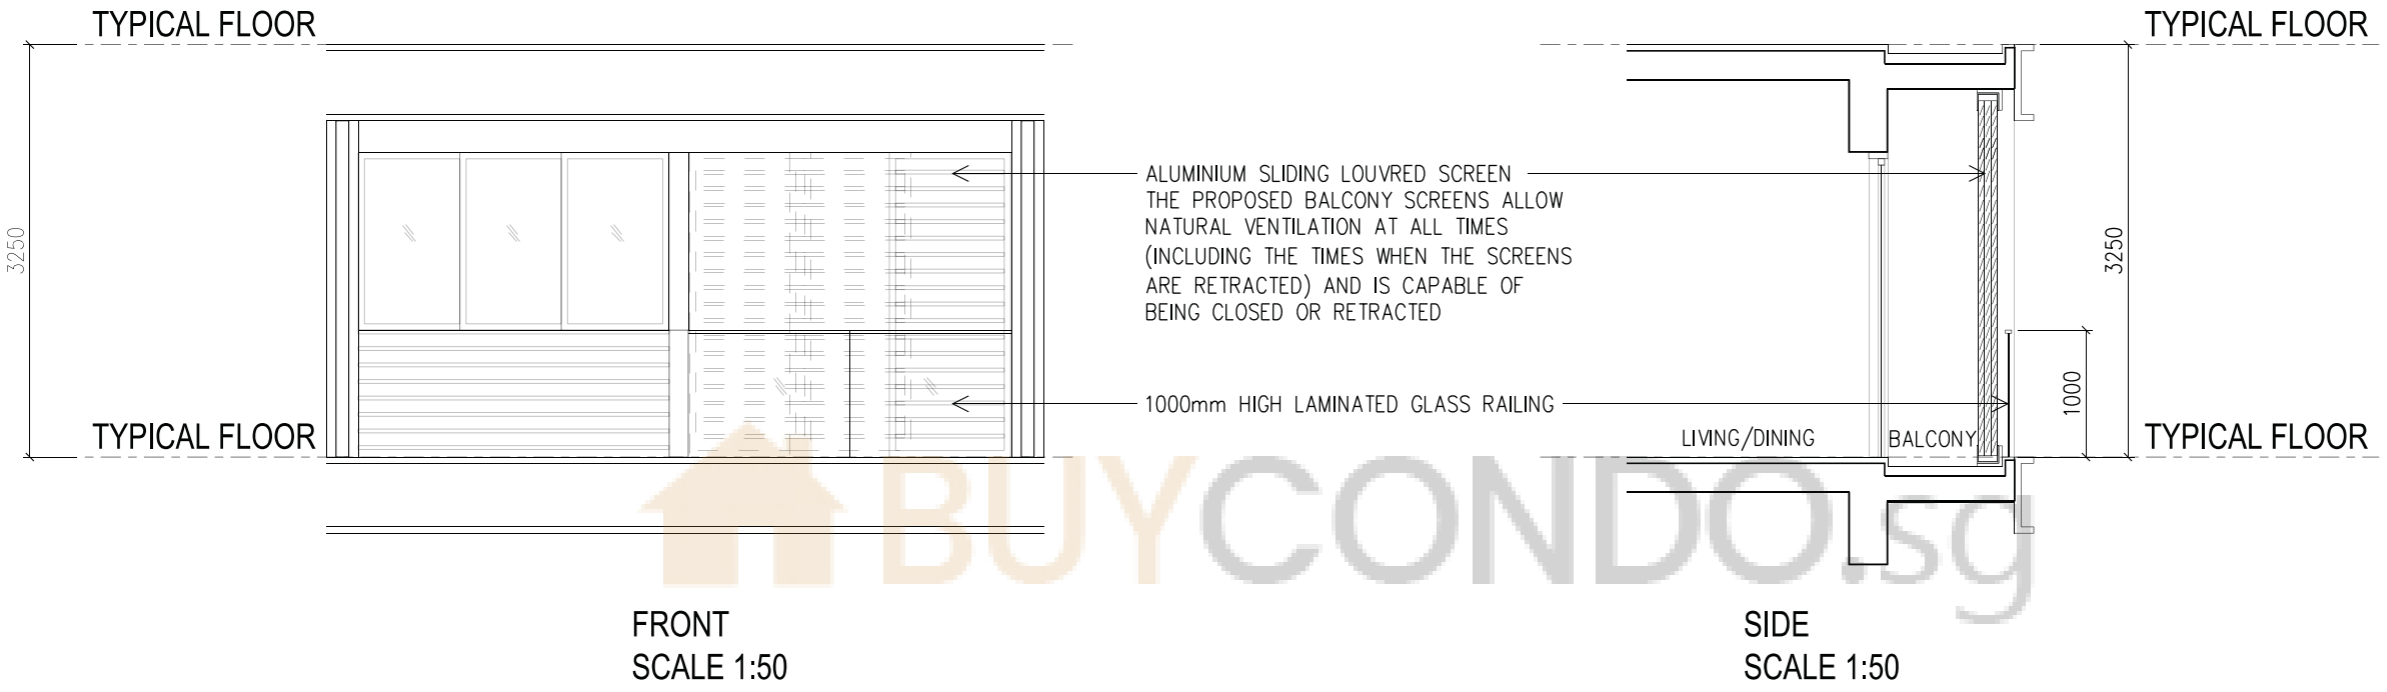 TYPICAL FLOOR
TYPICAL FLOOR
3250
ALUMINIUM SLIDING LOUVRED SCREEN
THE PROPOSED BALCONY SCREENS ALLOW
NATURAL VENTILATION AT ALL TIMES
(INCLUDING THE TIMES WHEN THE SCREENS
ARE RETRACTED) AND IS CAPABLE OF
BEING CLOSED OR RETRACTED
3250
1000
1000mm HIGH LAMINATED GLASS RAILING
TYPICAL FLOOR
LIVING/DINING
BALCONY
TYPICAL FLOOR
BUYCONDO.sg
FRONT
SCALE 1:50
SIDE
SCALE 1:50